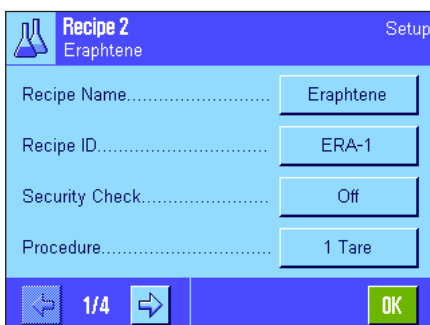 Recipe 2 Setup
Eraphtene
Recipe Name.......................... Eraphtene
Recipe ID.............................. ERA-1
Security Check...................... Off
Procedure.............................. 1 Tare
1/4 OK